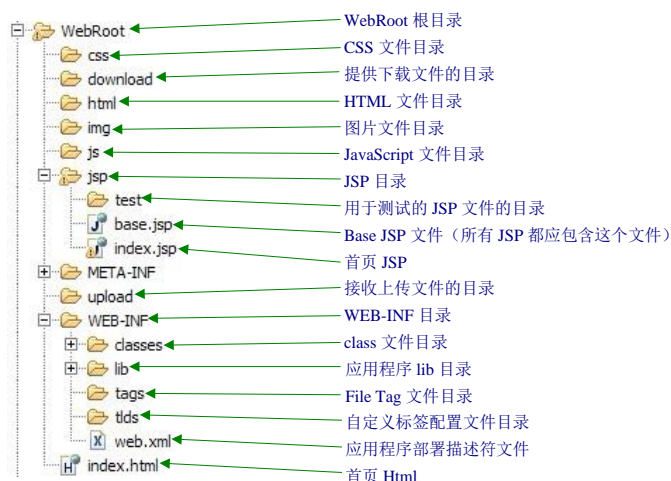 WebRoot WebRoot 根目录
css CSS 文件目录
download 提供下载文件的目录
html HTML 文件目录
img 图片文件目录
js JavaScript 文件目录
jsp JSP 目录
test 用于测试的 JSP 文件的目录
base.jsp Base JSP 文件（所有 JSP 都应包含这个文件）
index.jsp 首页 JSP
META-INF
upload 接收上传文件的目录
WEB-INF WEB-INF 目录
classes class 文件目录
lib 应用程序 lib 目录
tags File Tag 文件目录
tlds 自定义标签配置文件目录
web.xml 应用程序部署描述符文件
index.html 首页 Html